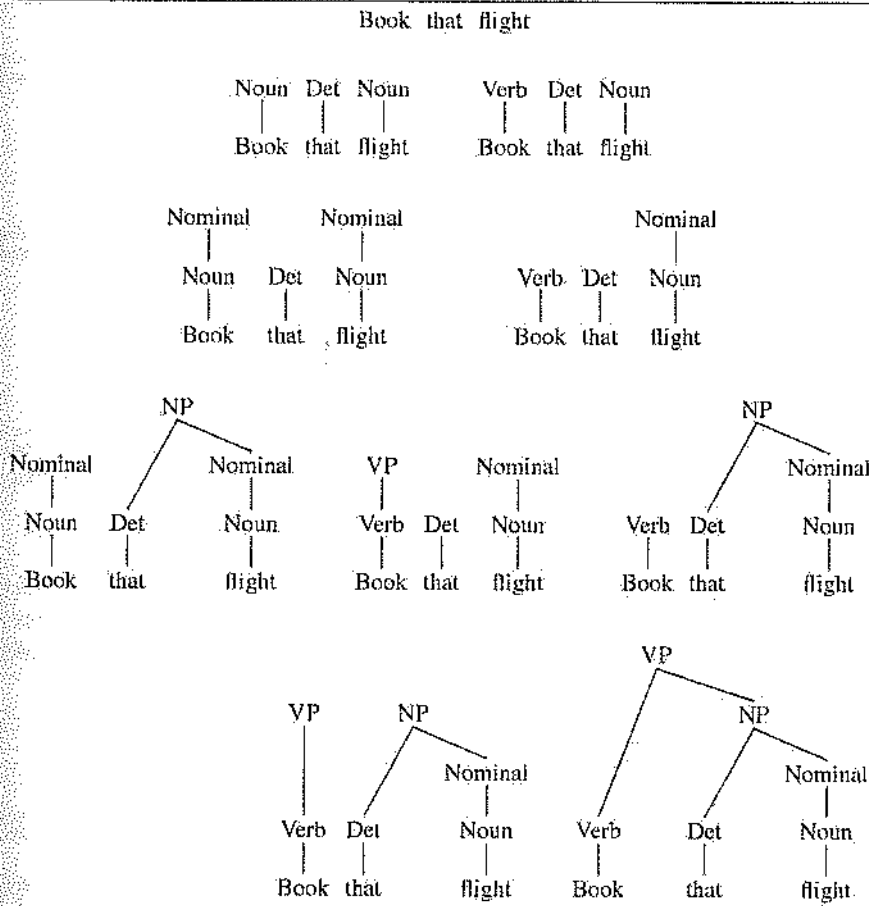 Book that flight
Noun Det Noun Verb Det Noun
Book that flight Book that flight
Nominal Nominal Nominal
Noun Det Noun Verb Det Noun
Book that flight Book that flight
NP NP
Nominal Nominal VP Nominal Nominal
Noun Det Noun Verb Det Noun Verb Det Noun
Book that flight Book that flight Book that flight
VP
VP NP NP
Nominal Nominal
Verb Det Noun Verb Det Noun
Book that flight Book that flight